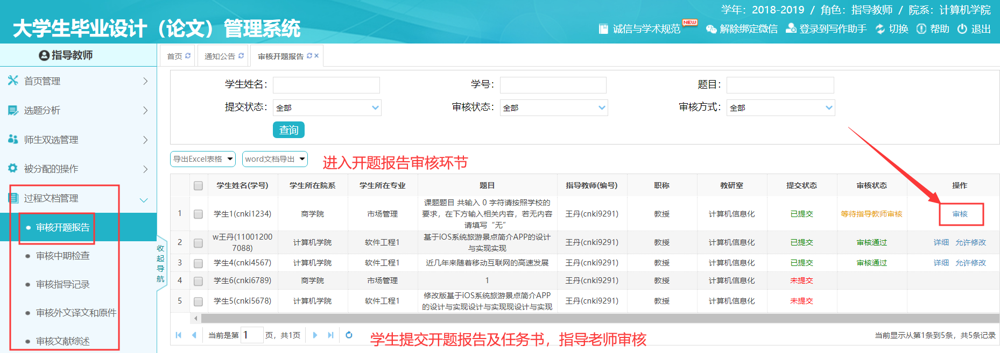 学年：2018-2019 / 角色：指导教师 / 院系：计算机学院
大学生毕业设计（论文）管理系统
诚信与学术规范 NEW 解除绑定微信 登录到写作助手 切换 帮助 退出
指导教师
首页管理
选题分析
师生双选管理
被分配的操作
过程文档管理
审核开题报告
审核中期检查
审核指导记录
审核外文译文和原件
审核文献综述
收起导航
首页 通知公告 审核开题报告
学生姓名： 学号： 题目：
提交状态： 全部 审核状态： 全部 审核方式： 全部
查询
导出Excel表格 word文档导出 进入开题报告审核环节
学生姓名(学号) 学生所在院系 学生所在专业 题目 指导教师(编号) 职称 教研室 提交状态 审核状态 操作
1 学生1(cnki1234) 商学院 市场管理 课题题目 共输入 0 字符请按照学校的
要求，在下方输入相关内容，若无内容
请填写“无” 王丹(cnki9291) 教授 计算机信息化 已提交 等待指导教师审核 审核
2 w王丹(11001200
7088) 计算机学院 软件工程1 基于iOS系统旅游景点简介APP的设计
与实现实现 王丹(cnki9291) 教授 计算机信息化 已提交 审核通过 详细 允许修改
3 学生4(cnki4567) 计算机学院 软件工程1 近几年来随着移动互联网的高速发展 王丹(cnki9291) 教授 计算机信息化 已提交 审核通过 详细 允许修改
4 学生6(cnki6789) 商学院 市场管理 1 王丹(cnki9291) 教授 计算机信息化 未提交
5 学生5(cnki5678) 计算机学院 软件工程1 修改版基于iOS系统旅游景点简介APP
的设计与实现设计与实现现设计与实现 王丹(cnki9291) 教授 计算机信息化 未提交
当前是第 1 页，共1页 学生提交开题报告及任务书，指导老师审核 当前显示从第1条到5条，共5条记录